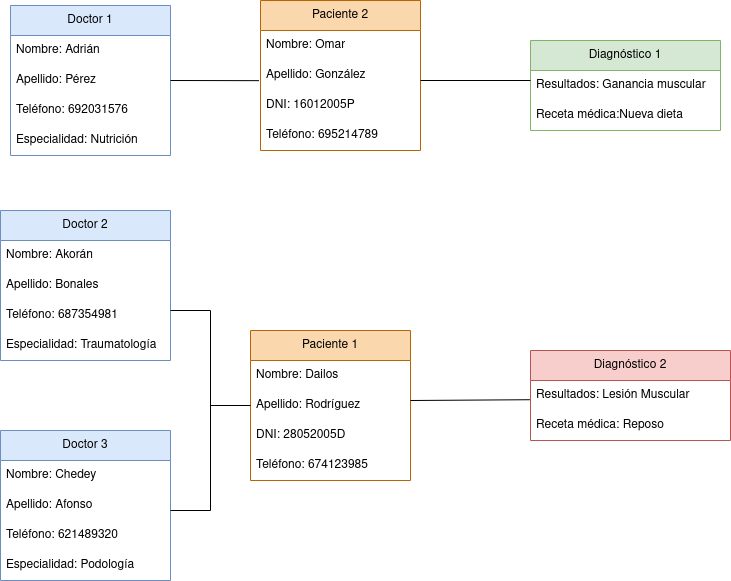 Doctor 1
Nombre: Adrián
Apellido: Pérez
Teléfono: 692031576
Especialidad: Nutrición
Paciente 2
Nombre: Omar
Apellido: González
DNI: 16012005P
Teléfono: 695214789
Diagnóstico 1
Resultados: Ganancia muscular
Receta médica:Nueva dieta
Doctor 2
Nombre: Akorán
Apellido: Bonales
Teléfono: 687354981
Especialidad: Traumatología
Doctor 3
Nombre: Chedey
Apellido: Afonso
Teléfono: 621489320
Especialidad: Podología
Paciente 1
Nombre: Dailos
Apellido: Rodríguez
DNI: 28052005D
Teléfono: 674123985
Diagnóstico 2
Resultados: Lesión Muscular
Receta médica: Reposo